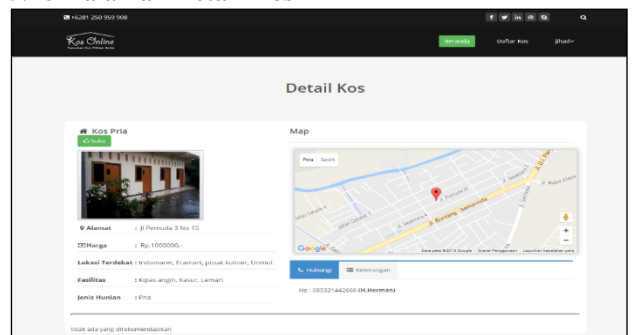 +6281 250 959 908
Kos Online
Beranda
Daftar Kos
jihad
Detail Kos
Kos Pria
Suka
Alamat : Jl Pemuda 3 No 15
Harga : Rp.1000000,-
Lokasi Terdekat : Indomaret, Eramart, pusat kuliner, Unmul
Fasilitas : Kipas angin, Kasur, Lemari
Jenis Hunian : Pria
tidak ada yang direkomendasikan
Map
Peta Satelit
Google
Hubungi
Keterangan
Hp : 085321442666 (H.Herman)